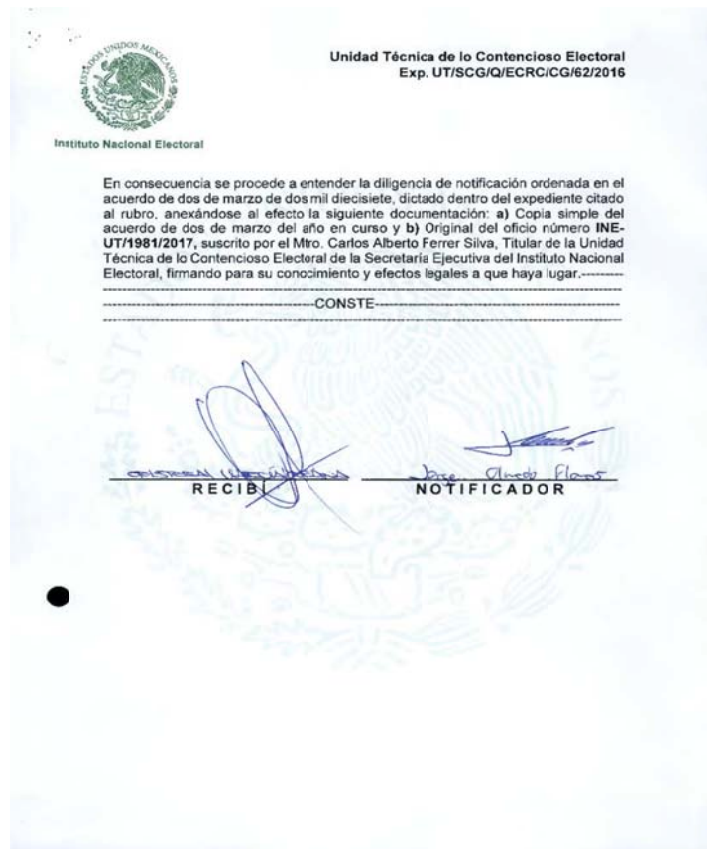 ESTADOS UNIDOS MEXICANOS
Unidad Técnica de lo Contencioso Electoral
Exp. UT/SCG/Q/ECRC/CG/62/2016
Instituto Nacional Electoral
En consecuencia se procede a entender la diligencia de notificación ordenada en el
acuerdo de dos de marzo de dos mil diecisiete, dictado dentro del expediente citado
al rubro, anexándose al efecto la siguiente documentación: a) Copia simple del
acuerdo de dos de marzo del año en curso y b) Original del oficio número INE-
UT/1981/2017, suscrito por el Mtro. Carlos Alberto Ferrer Silva, Titular de la Unidad
Técnica de lo Contencioso Electoral de la Secretaría Ejecutiva del Instituto Nacional
Electoral, firmando para su conocimiento y efectos legales a que haya lugar.---------
------------------------------------------CONSTE------------------------------------------------
Jorge Flores
RECIBI NOTIFICADOR